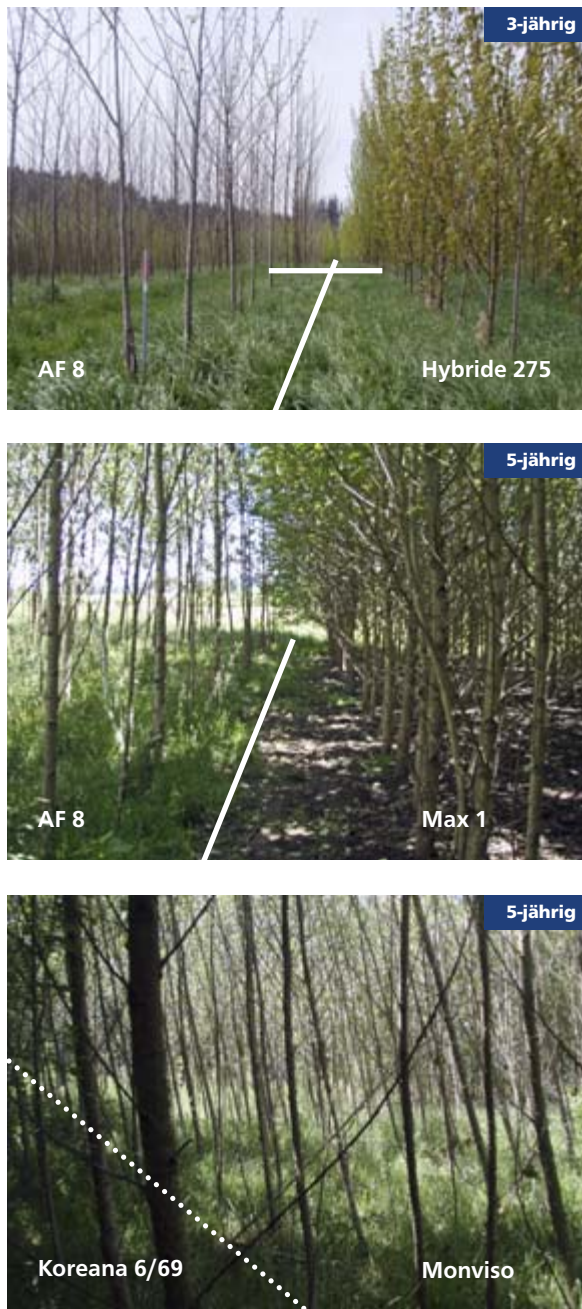 3-jährig
AF 8
Hybride 275
5-jährig
AF 8
Max 1
5-jährig
Koreana 6/69
Monviso